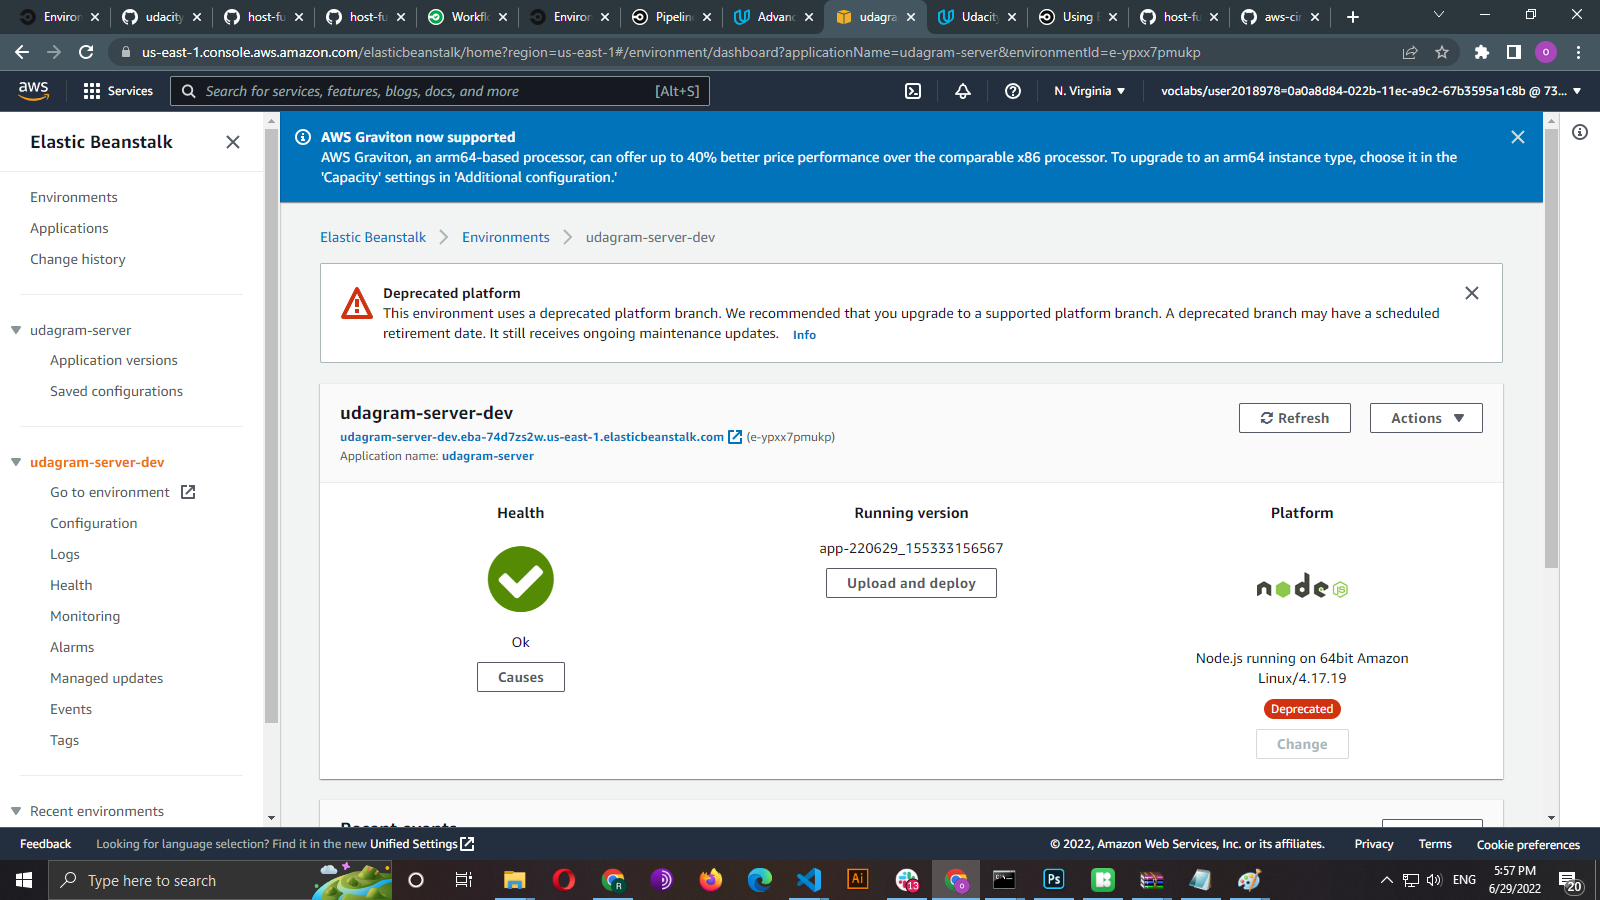 Environ
udacity
host-fu
host-fu
Workflo
Environ
Pipeline
Advanc
udagra
Udacity
Using E
host-fu
aws-cir
us-east-1.console.aws.amazon.com/elasticbeanstalk/home?region=us-east-1#/environment/dashboard?applicationName=udagram-server&environmentId=e-ypxx7pmukp
O
aws
Services
Search for services, features, blogs, docs, and more
[Alt+S]
N. Virginia
voclabs/user2018978=0a0a8d84-022b-11ec-a9c2-67b3595a1c8b @ 73...
Elastic Beanstalk
Environments
Applications
Change history
udagram-server
Application versions
Saved configurations
udagram-server-dev
Go to environment
Configuration
Logs
Health
Monitoring
Alarms
Managed updates
Events
Tags
Recent environments
AWS Graviton now supported
AWS Graviton, an arm64-based processor, can offer up to 40% better price performance over the comparable x86 processor. To upgrade to an arm64 instance type, choose it in the
'Capacity' settings in 'Additional configuration.'
Elastic Beanstalk
Environments
udagram-server-dev
Deprecated platform
This environment uses a deprecated platform branch. We recommended that you upgrade to a supported platform branch. A deprecated branch may have a scheduled
retirement date. It still receives ongoing maintenance updates. Info
udagram-server-dev
udagram-server-dev.eba-74d7zs2w.us-east-1.elasticbeanstalk.com (e-ypxx7pmukp)
Application name: udagram-server
Refresh
Actions
Health
Ok
Causes
Running version
app-220629_155333156567
Upload and deploy
Platform
node JS
Node.js running on 64bit Amazon
Linux/4.17.19
Deprecated
Change
Recent events
Feedback
Looking for language selection? Find it in the new Unified Settings
© 2022, Amazon Web Services, Inc. or its affiliates.
Privacy
Terms
Cookie preferences
Type here to search
R
Ai
13
O
Ps
ENG
5:57 PM
6/29/2022
20